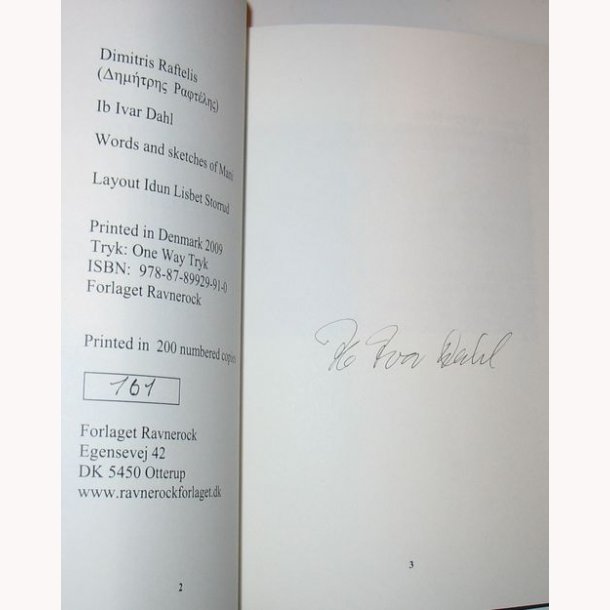 Dimitris Raftelis
(Δημήτρης Ραφτέλης)
Ib Ivar Dahl
Words and sketches of Mani
Layout Idun Lisbet Storrud
Printed in Denmark 2009
Tryk: One Way Tryk
ISBN: 978-87-89929-91-0
Forlaget Ravnerock
Printed in 200 numbered copies
161
Forlaget Ravnerock
Egensevej 42
DK 5450 Otterup
www.ravnerockforlaget.dk
2
Ib Ivar Dahl
3